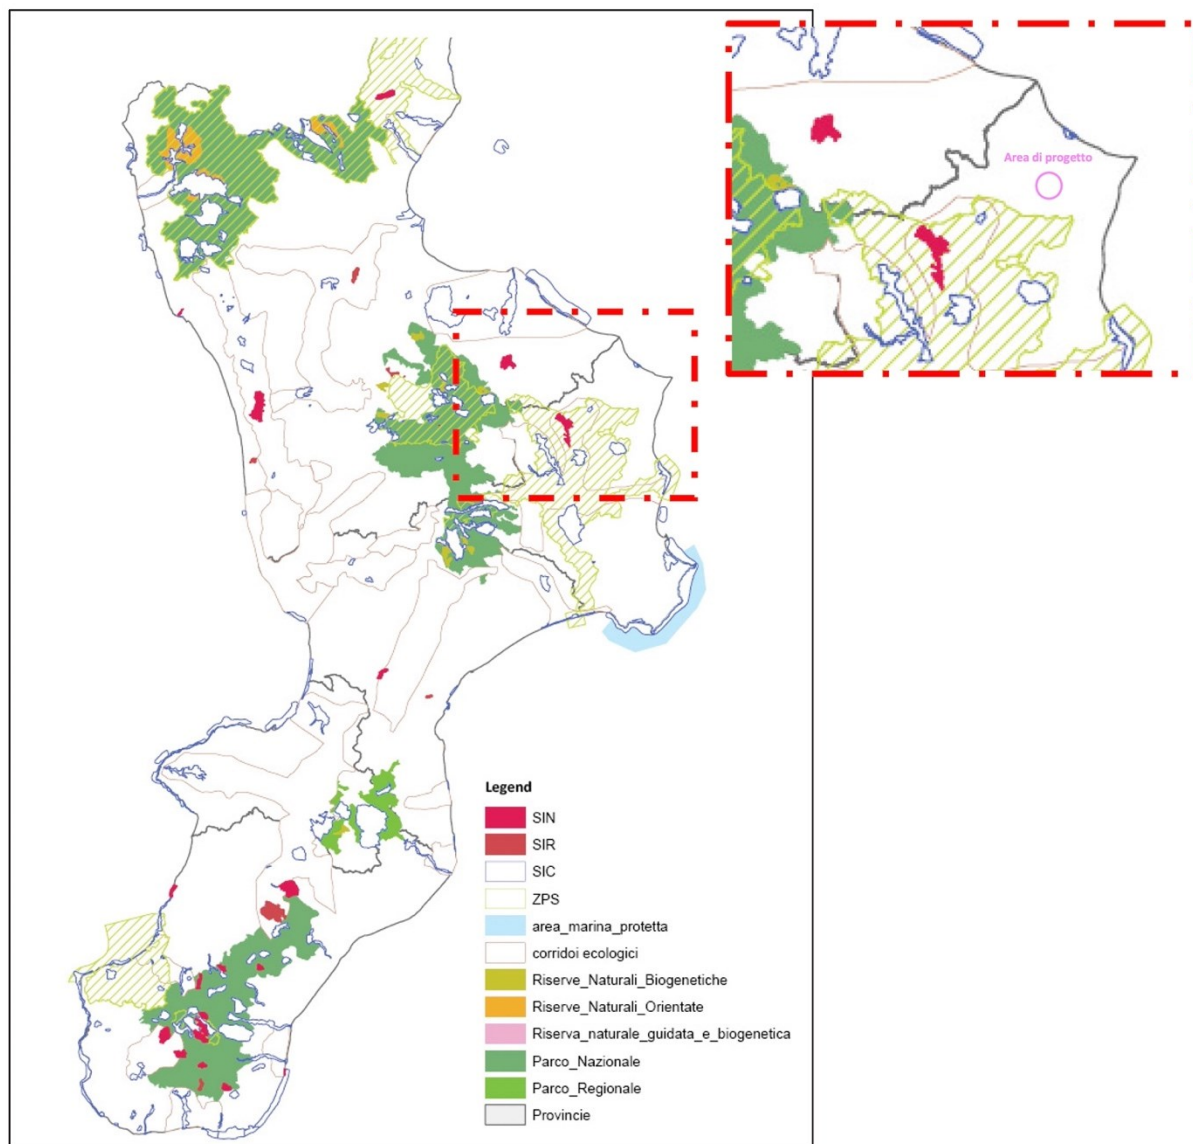 Area di progetto
Legend
SIN
SIR
SIC
ZPS
area_marina_protetta
corridoi ecologici
Riserve_Naturali_Biogenetiche
Riserve_Naturali_Orientate
Riserva_naturale_guidata_e_biogenetica
Parco_Nazionale
Parco_Regionale
Provincie